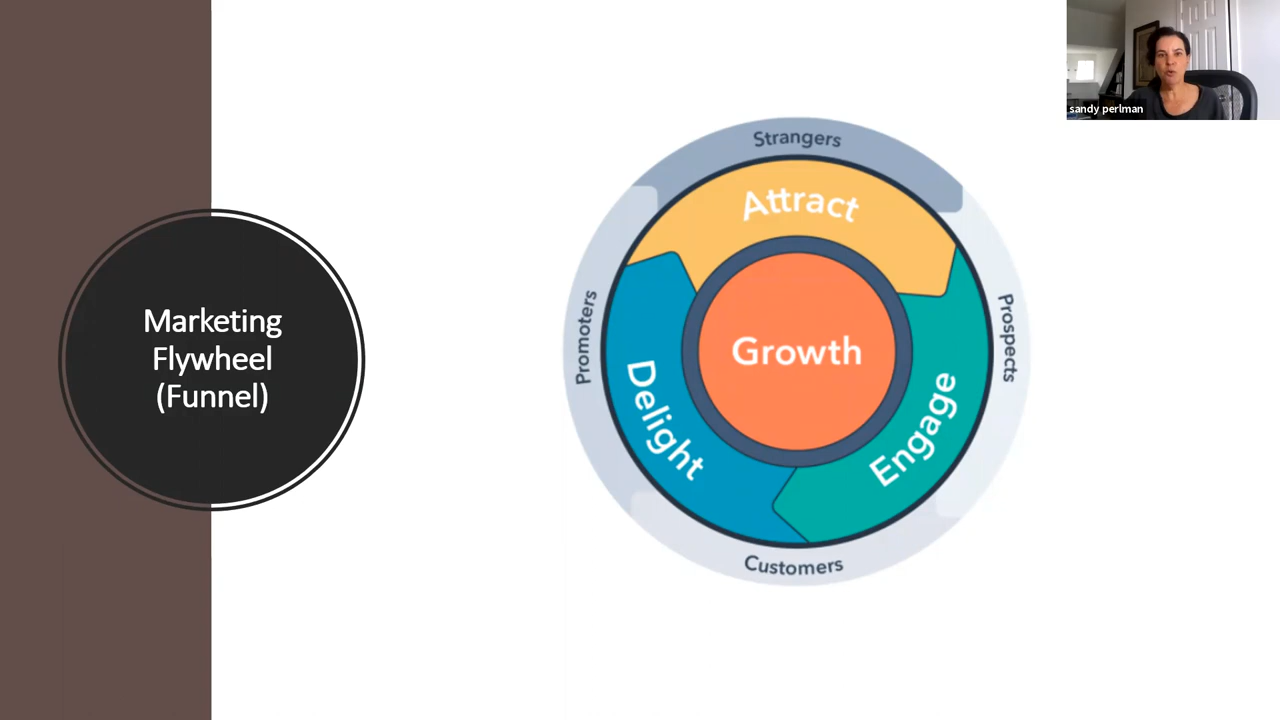 sandy perlman
Marketing
Flywheel
(Funnel)
Strangers
Attract
Prospects
Engage
Customers
Delight
Promoters
Growth